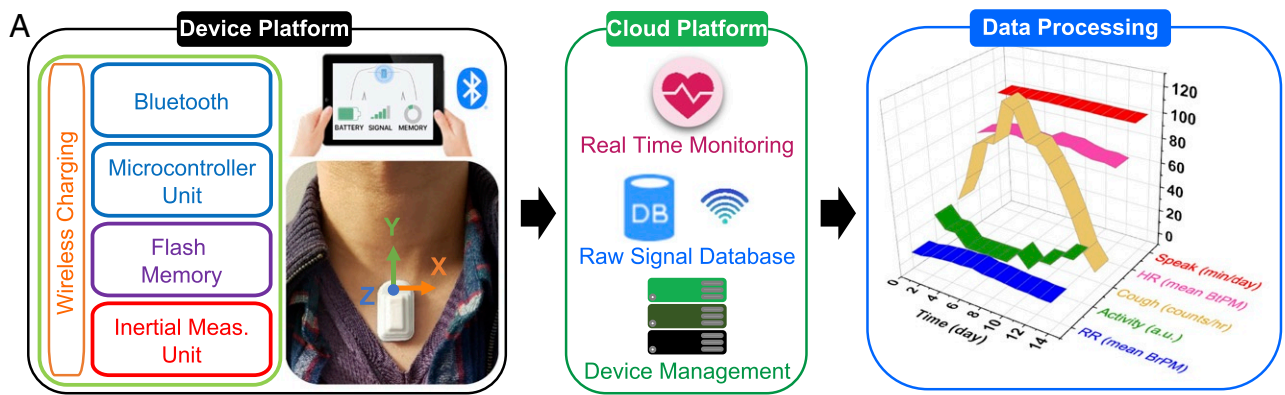 A
Device Platform
Wireless Charging
Bluetooth
Microcontroller
Unit
Flash
Memory
Inertial Meas.
Unit
BATTERY SIGNAL MEMORY
Y
X
Z
Cloud Platform
Real Time Monitoring
DB
Raw Signal Database
Device Management
Data Processing
120
100
80
60
40
20
0
Speak (min/day)
HR (mean BtPM)
Cough (counts/hr)
Activity (a.u.)
RR (mean BrPM)
0 2 4 6 8 10 12 14
Time (day)